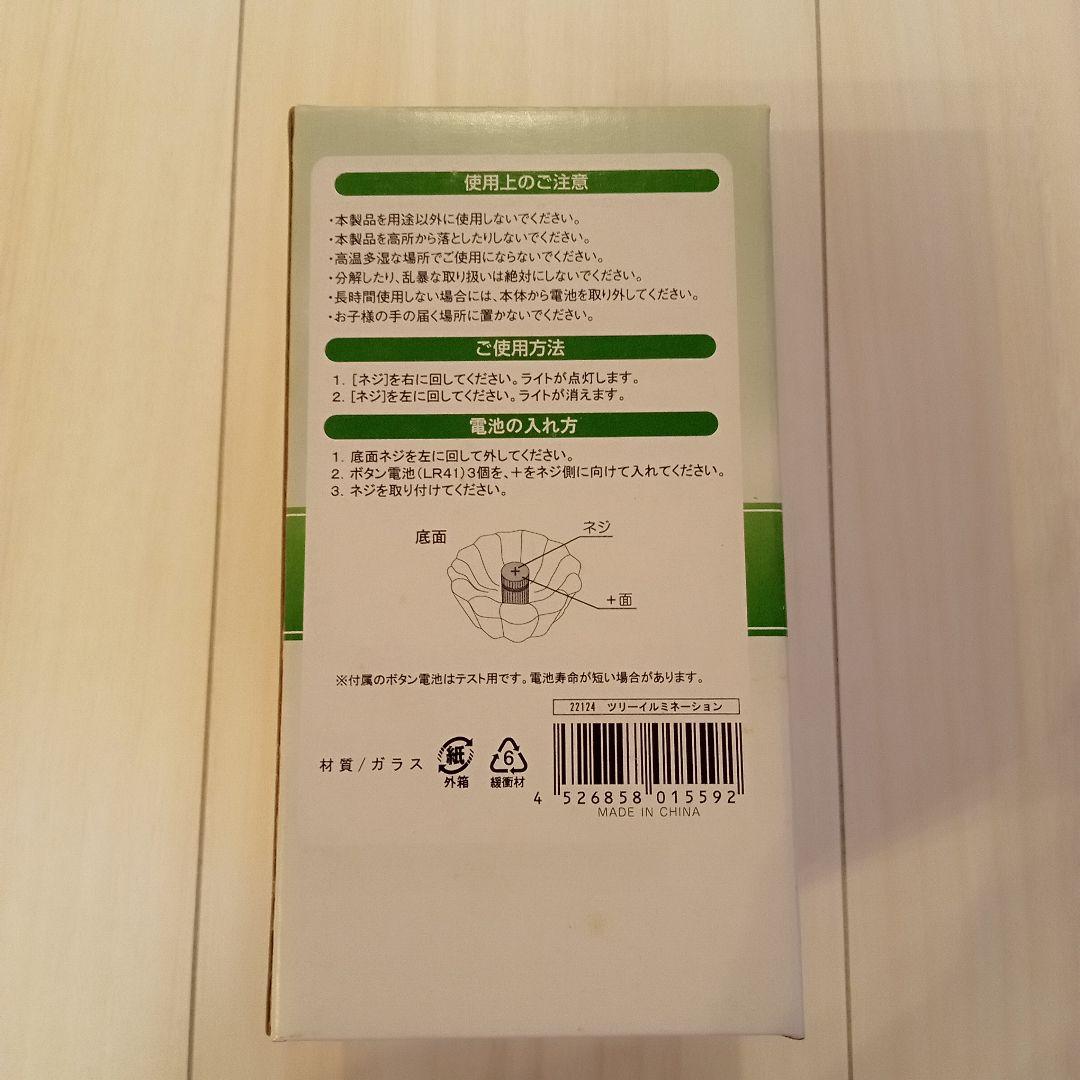 使用上のご注意
・本製品を用途以外に使用しないでください。
・本製品を高所から落としたりしないでください。
・高温多湿な場所でご使用にならないでください。
・分解したり、乱暴な取り扱いは絶対にしないでください。
・長時間使用しない場合には、本体から電池を取り外してください。
・お子様の手の届く場所に置かないでください。
ご使用方法
1. [ネジ]を右に回してください。ライトが点灯します。
2. [ネジ]を左に回してください。ライトが消えます。
電池の入れ方
1. 底面ネジを左に回して外してください。
2. ボタン電池(LR41)3個を、＋をネジ側に向けて入れてください。
3. ネジを取り付けてください。
底面
ネジ
＋
＋面
※付属のボタン電池はテスト用です。電池寿命が短い場合があります。
22124 ツリーイルミネーション
材質/ガラス
紙
外箱
6
緩衝材
4 526858 015592
MADE IN CHINA